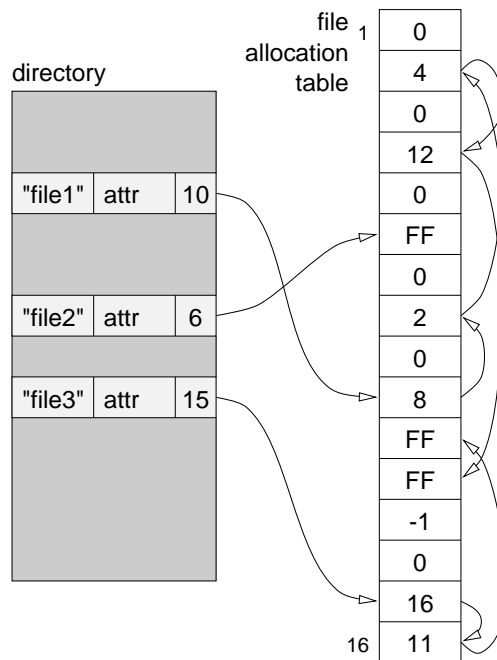 directory
"file1" attr 10
"file2" attr 6
"file3" attr 15
file
allocation
table
1 0
4
0
12
0
FF
0
2
0
8
FF
FF
-1
0
16
16 11